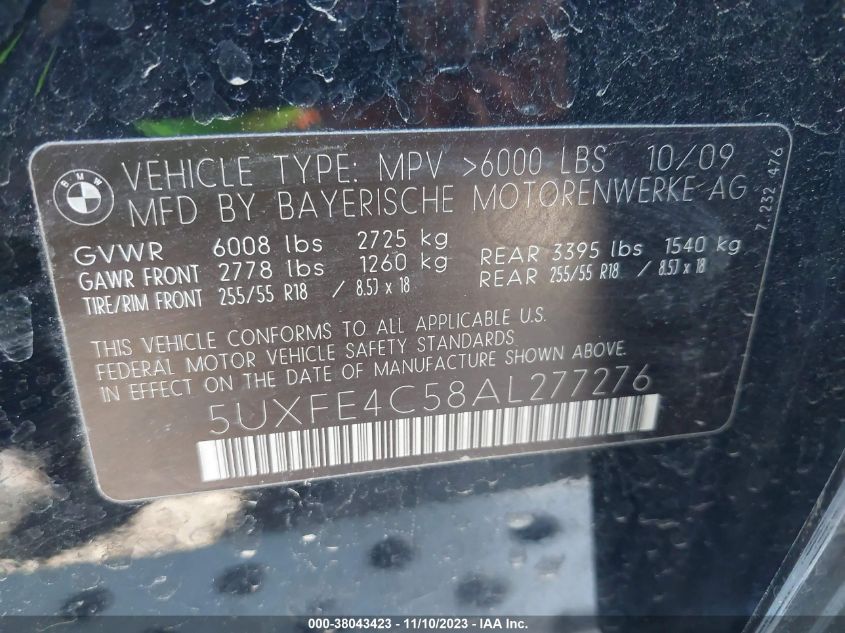 BMW
VEHICLE TYPE: MPV >6000 LBS 10/09
MFD BY BAYERISCHE MOTORENWERKE AG
GVWR 6008 lbs 2725 kg
GAWR FRONT 2778 lbs 1260 kg REAR 3395 lbs 1540 kg
TIRE/RIM FRONT 255/55 R18 / 8.5J x 18 REAR 255/55 R18 / 8.5J x 18
THIS VEHICLE CONFORMS TO ALL APPLICABLE U.S.
FEDERAL MOTOR VEHICLE SAFETY STANDARDS
IN EFFECT ON THE DATE OF MANUFACTURE SHOWN ABOVE.
5UXFE4C58AL277276
7 232 476
000-38043423 - 11/10/2023 - IAA Inc.